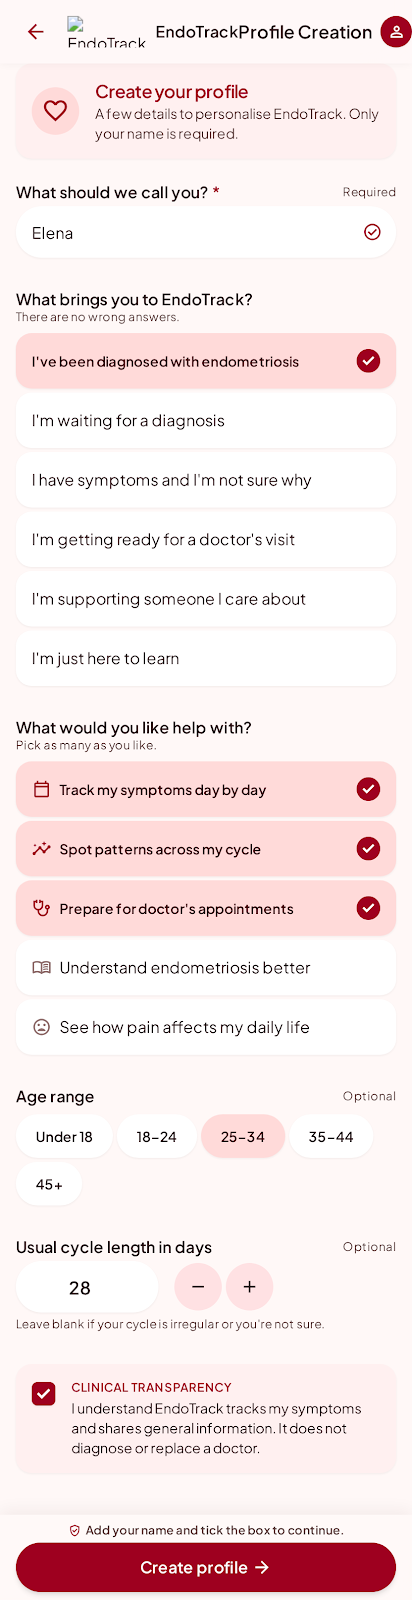 EndoTrack EndoTrack Profile Creation
Create your profile
A few details to personalise EndoTrack. Only
your name is required.
What should we call you? * Required
Elena
What brings you to EndoTrack?
There are no wrong answers.
I've been diagnosed with endometriosis
I'm waiting for a diagnosis
I have symptoms and I'm not sure why
I'm getting ready for a doctor's visit
I'm supporting someone I care about
I'm just here to learn
What would you like help with?
Pick as many as you like.
Track my symptoms day by day
Spot patterns across my cycle
Prepare for doctor's appointments
Understand endometriosis better
See how pain affects my daily life
Age range Optional
Under 18 18–24 25–34 35–44
45+
Usual cycle length in days Optional
28 − +
Leave blank if your cycle is irregular or you're not sure.
CLINICAL TRANSPARENCY
I understand EndoTrack tracks my symptoms
and shares general information. It does not
diagnose or replace a doctor.
Add your name and tick the box to continue.
Create profile →